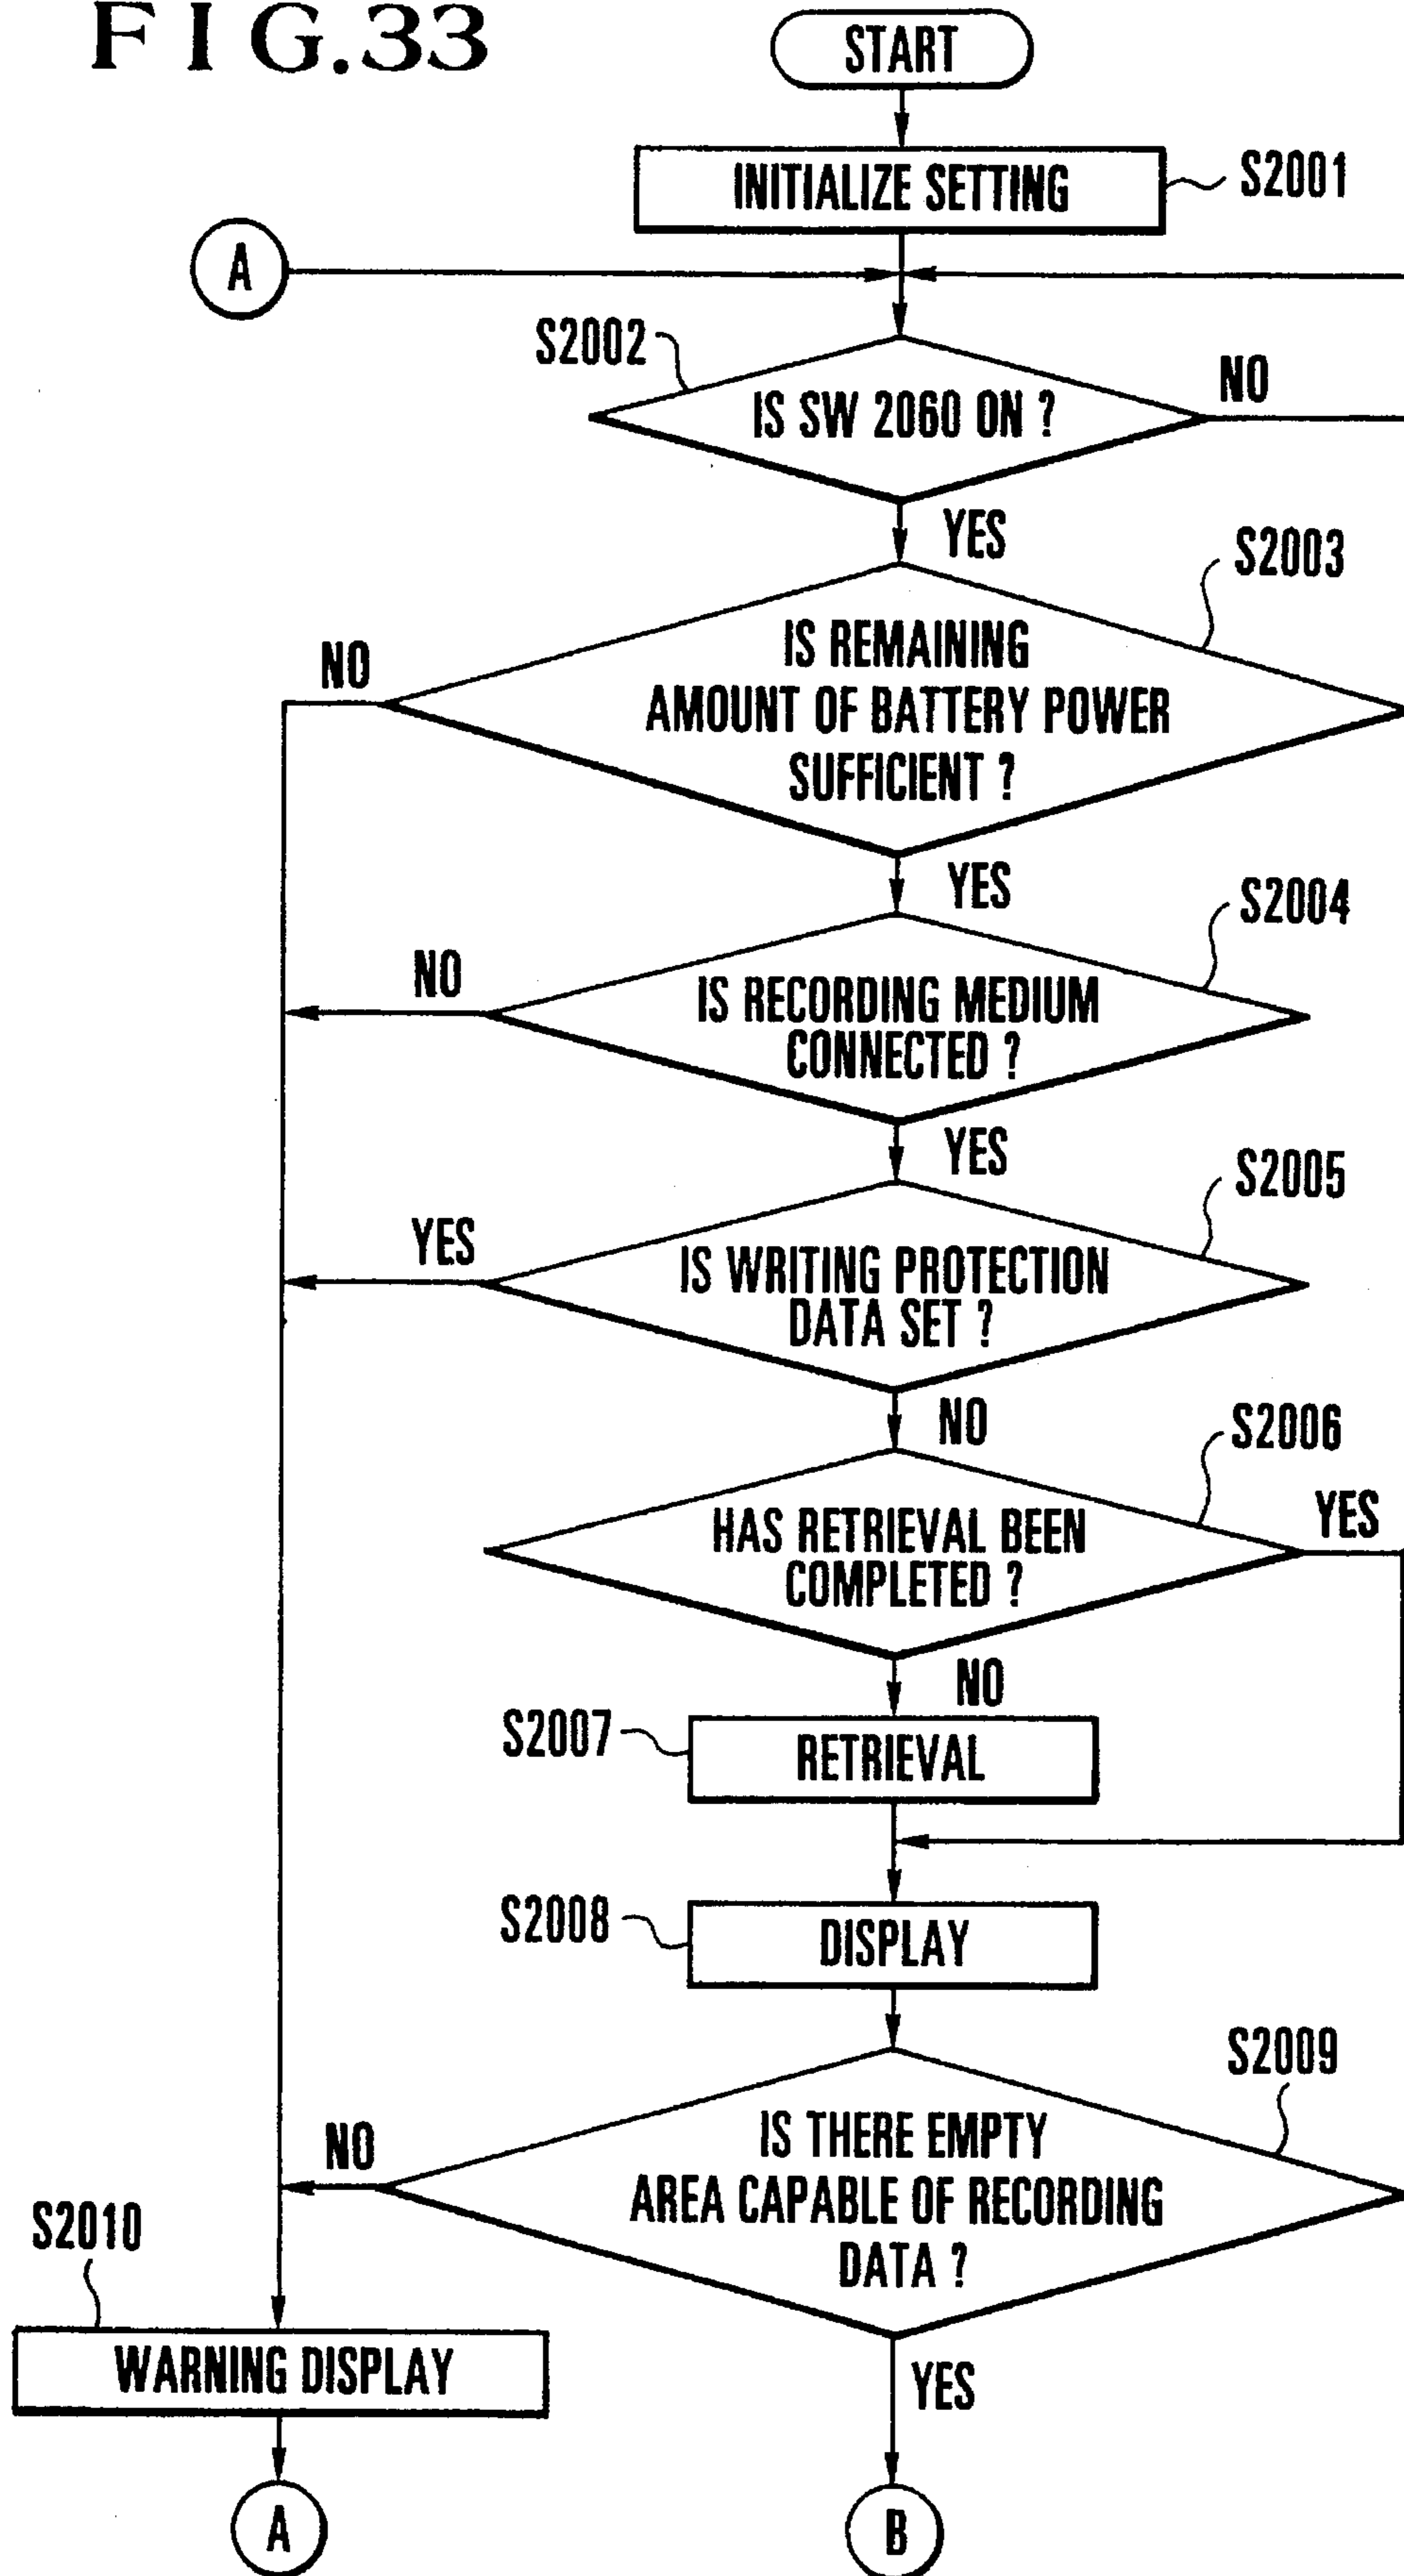 FIG.33
START
INITIALIZE SETTING
S2001
A
S2002
IS SW 2060 ON ?
NO
YES
S2003
IS REMAINING
AMOUNT OF BATTERY POWER
SUFFICIENT ?
NO
YES
S2004
IS RECORDING MEDIUM
CONNECTED ?
NO
YES
S2005
IS WRITING PROTECTION
DATA SET ?
YES
NO
S2006
HAS RETRIEVAL BEEN
COMPLETED ?
YES
NO
S2007
RETRIEVAL
S2008
DISPLAY
S2009
IS THERE EMPTY
AREA CAPABLE OF RECORDING
DATA ?
NO
S2010
WARNING DISPLAY
YES
A
B